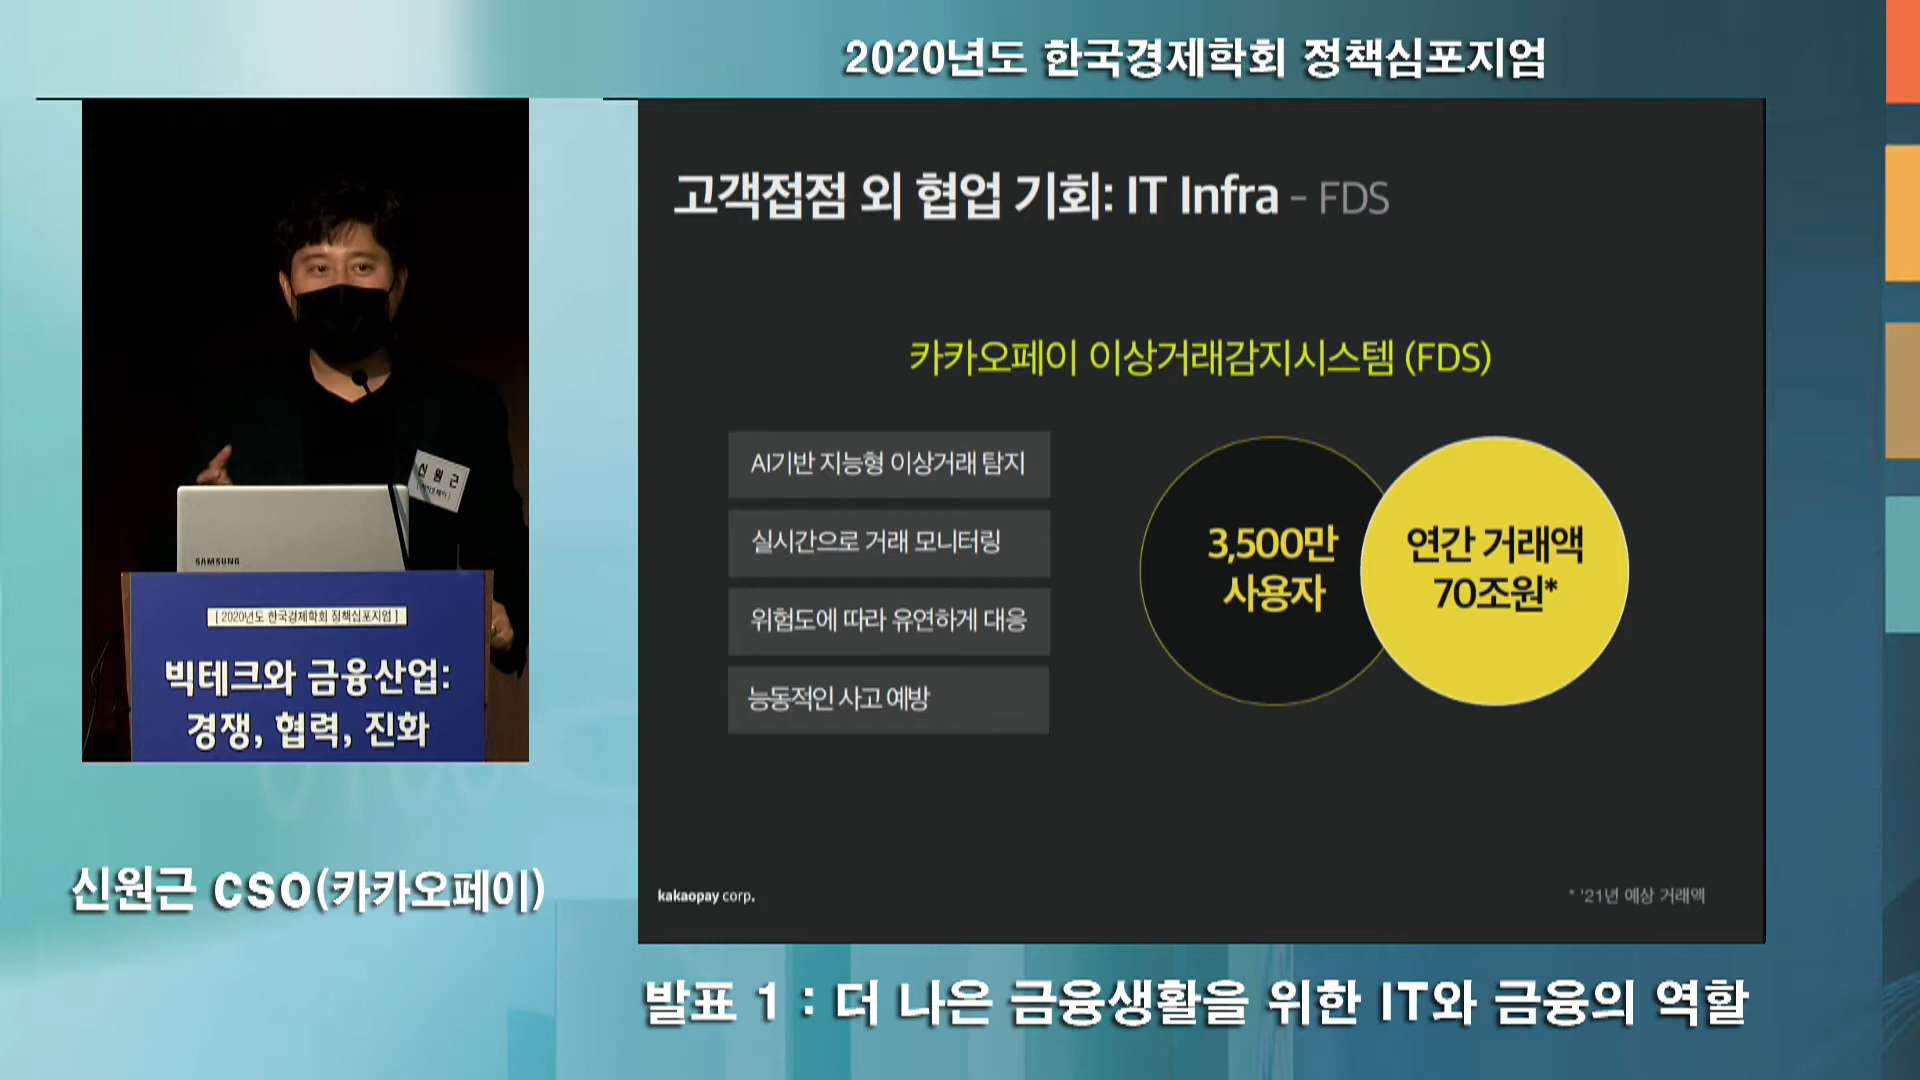 2020년도 한국경제학회 정책심포지엄
고객접점 외 협업 기회: IT Infra - FDS
카카오페이 이상거래감지시스템 (FDS)
AI기반 지능형 이상거래 탐지
실시간으로 거래 모니터링
위험도에 따라 유연하게 대응
능동적인 사고 예방
3,500만
사용자
연간 거래액
70조원*
kakaopay corp.
* '21년 예상 거래액
신 원 근
(카카오페이)
SAMSUNG
[ 2020년도 한국경제학회 정책심포지엄 ]
빅테크와 금융산업:
경쟁, 협력, 진화
신원근 CSO(카카오페이)
발표 1 : 더 나은 금융생활을 위한 IT와 금융의 역할